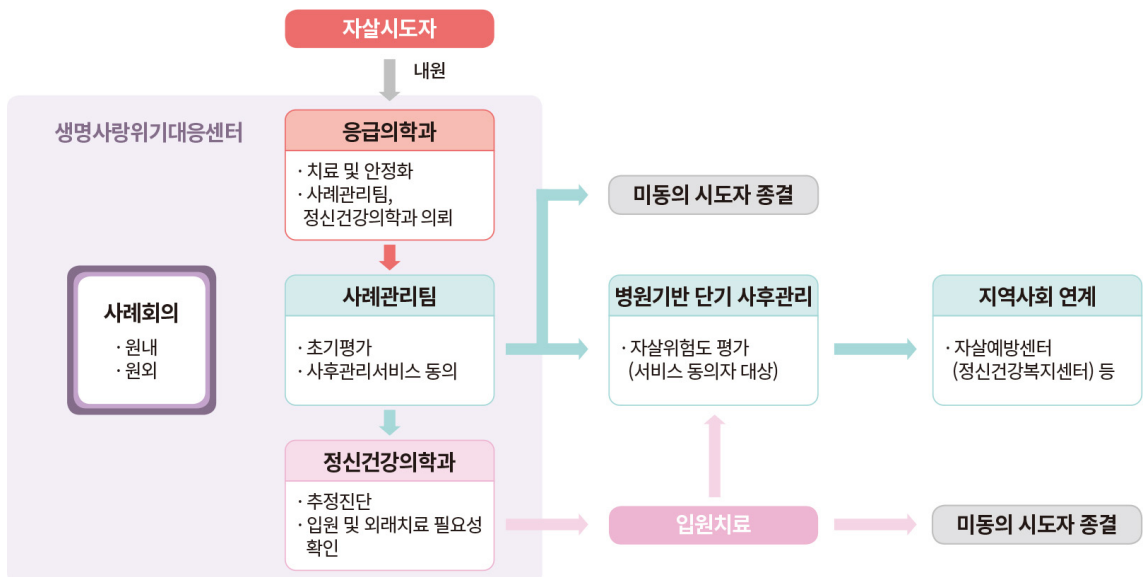 자살시도자
내원
생명사랑위기대응센터
응급의학과
· 치료 및 안정화
· 사례관리팀,
정신건강의학과 의뢰
미동의 시도자 종결
사례회의
· 원내
· 원외
사례관리팀
· 초기평가
· 사후관리서비스 동의
병원기반 단기 사후관리
· 자살위험도 평가
(서비스 동의자 대상)
지역사회 연계
· 자살예방센터
(정신건강복지센터) 등
정신건강의학과
· 추정진단
· 입원 및 외래치료 필요성
확인
입원치료
미동의 시도자 종결